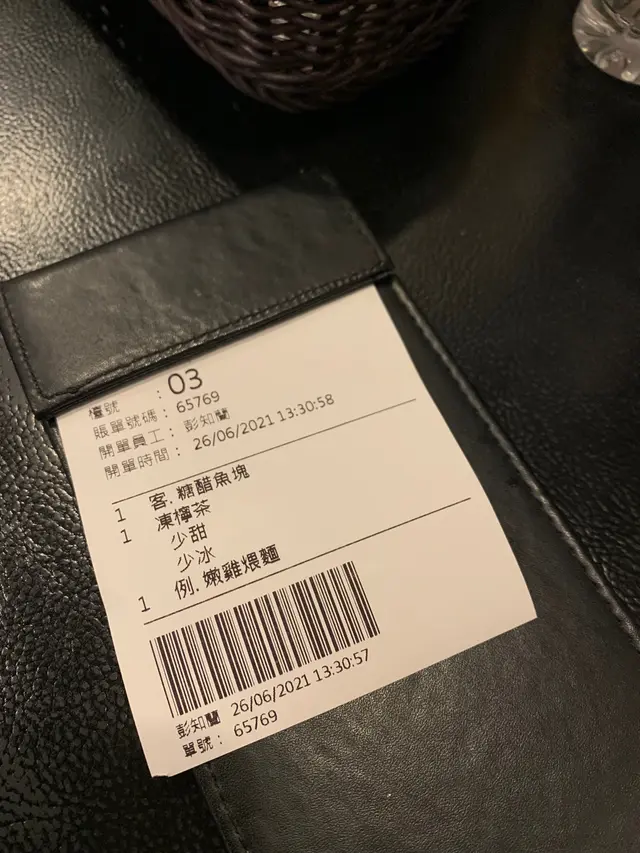 檯號 : 03
賬單號碼 : 65769
開單員工 : 彭知蘭
開單時間 : 26/06/2021 13:30:58
1 客. 糖醋魚塊
1 凍檸茶
少甜
少冰
1 例. 嫩雞煨麵
彭知蘭 26/06/2021 13:30:57
單號 : 65769